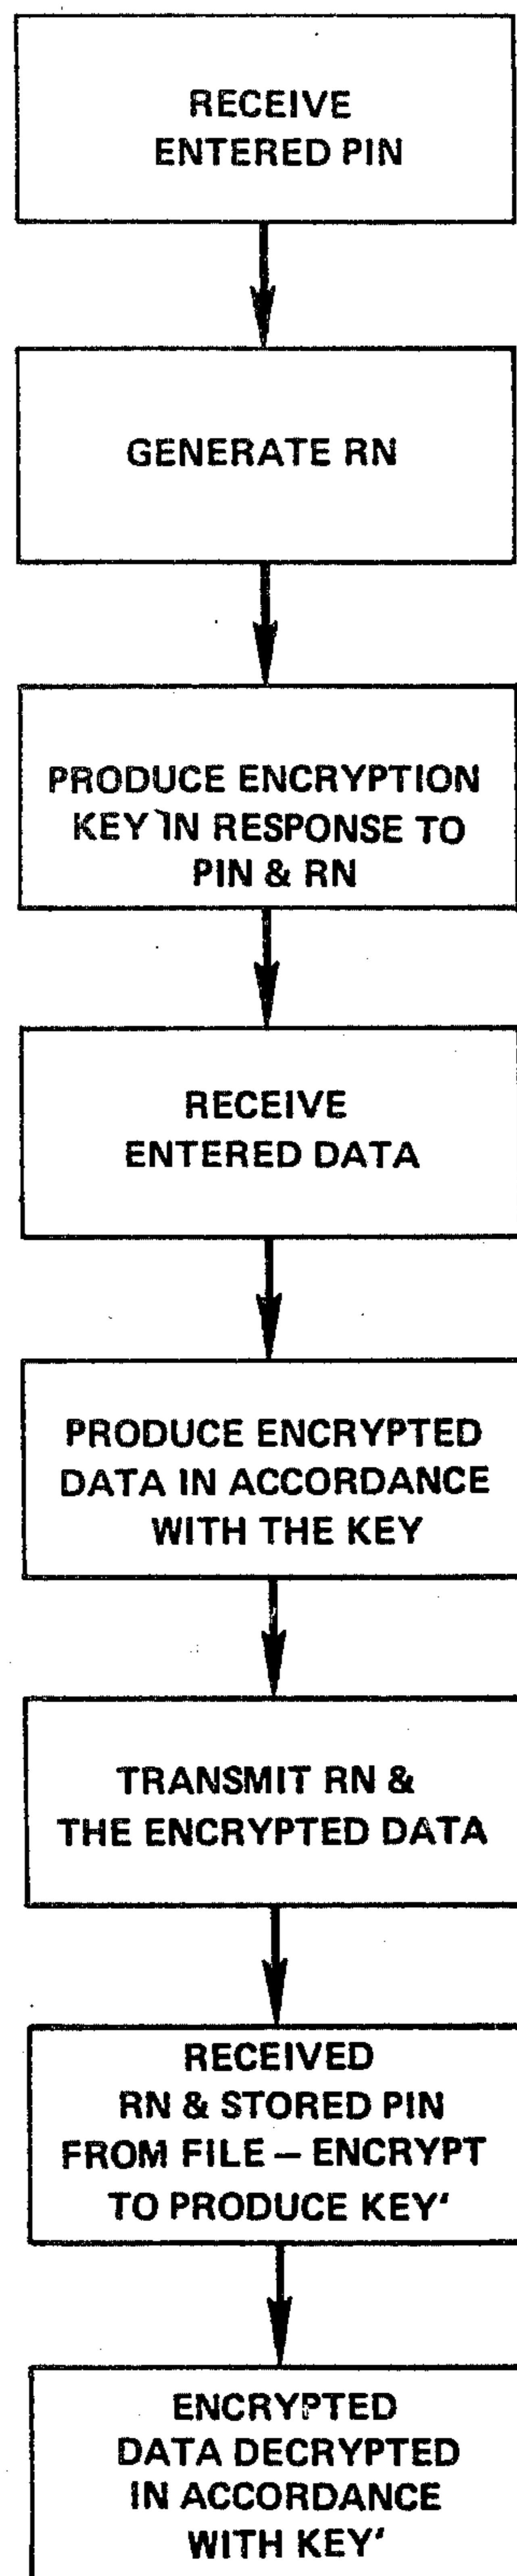 RECEIVE
ENTERED PIN
GENERATE RN
PRODUCE ENCRYPTION
KEY IN RESPONSE TO
PIN & RN
RECEIVE
ENTERED DATA
PRODUCE ENCRYPTED
DATA IN ACCORDANCE
WITH THE KEY
TRANSMIT RN &
THE ENCRYPTED DATA
RECEIVED
RN & STORED PIN
FROM FILE – ENCRYPT
TO PRODUCE KEY'
ENCRYPTED
DATA DECRYPTED
IN ACCORDANCE
WITH KEY'